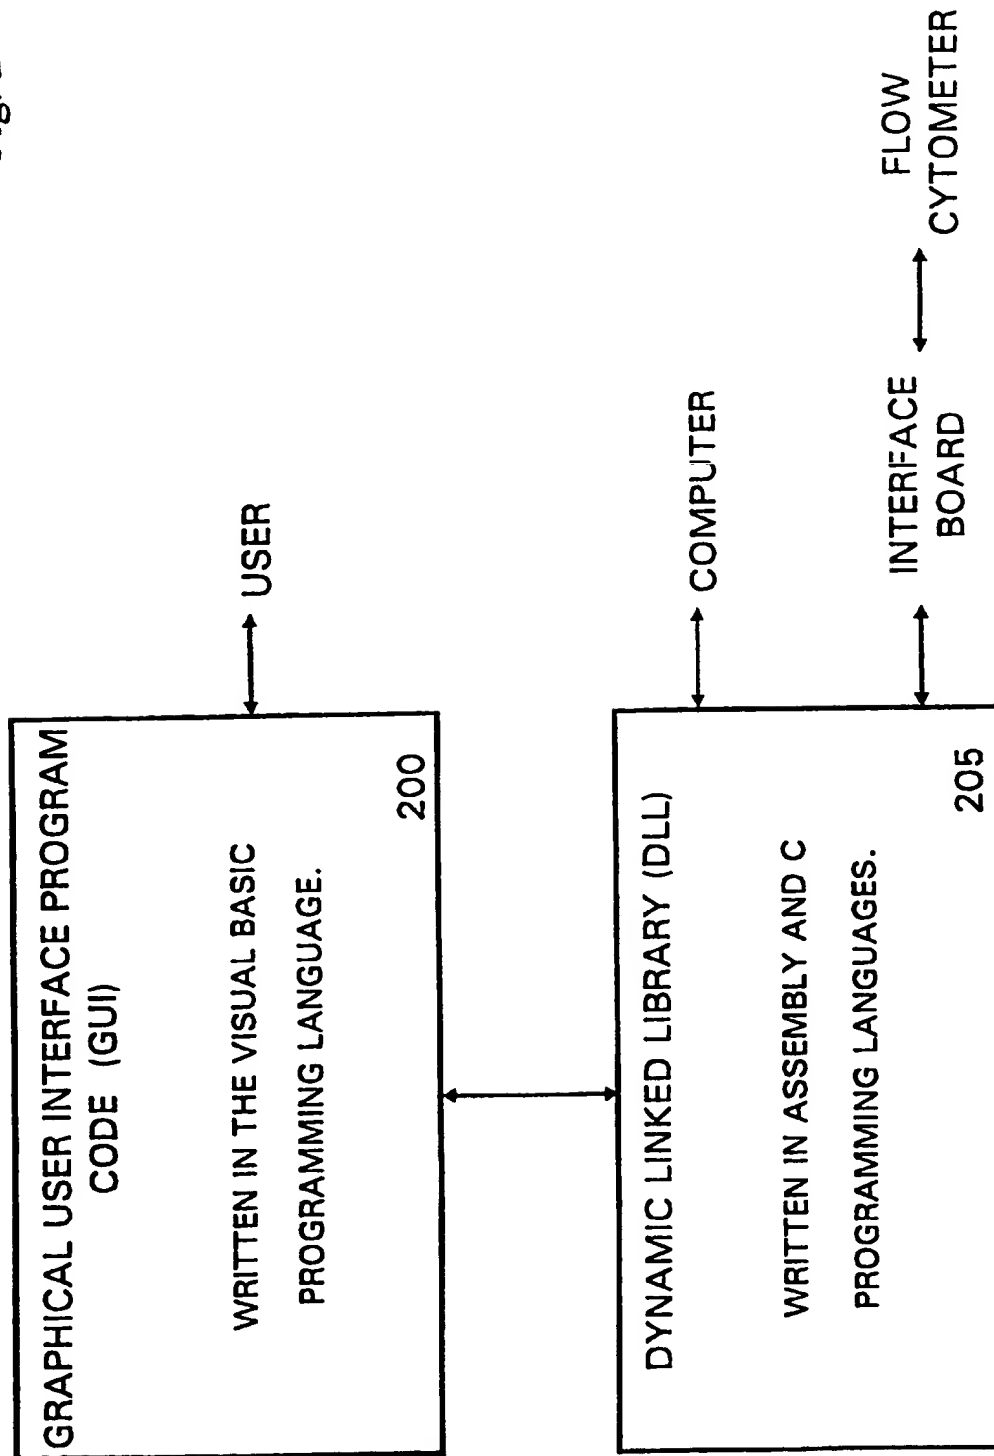 GRAPHICAL USER INTERFACE PROGRAM
CODE (GUI)
WRITTEN IN THE VISUAL BASIC
PROGRAMMING LANGUAGE.
200
USER
DYNAMIC LINKED LIBRARY (DLL)
WRITTEN IN ASSEMBLY AND C
PROGRAMMING LANGUAGES.
205
COMPUTER
INTERFACE
BOARD
FLOW
CYTOMETER